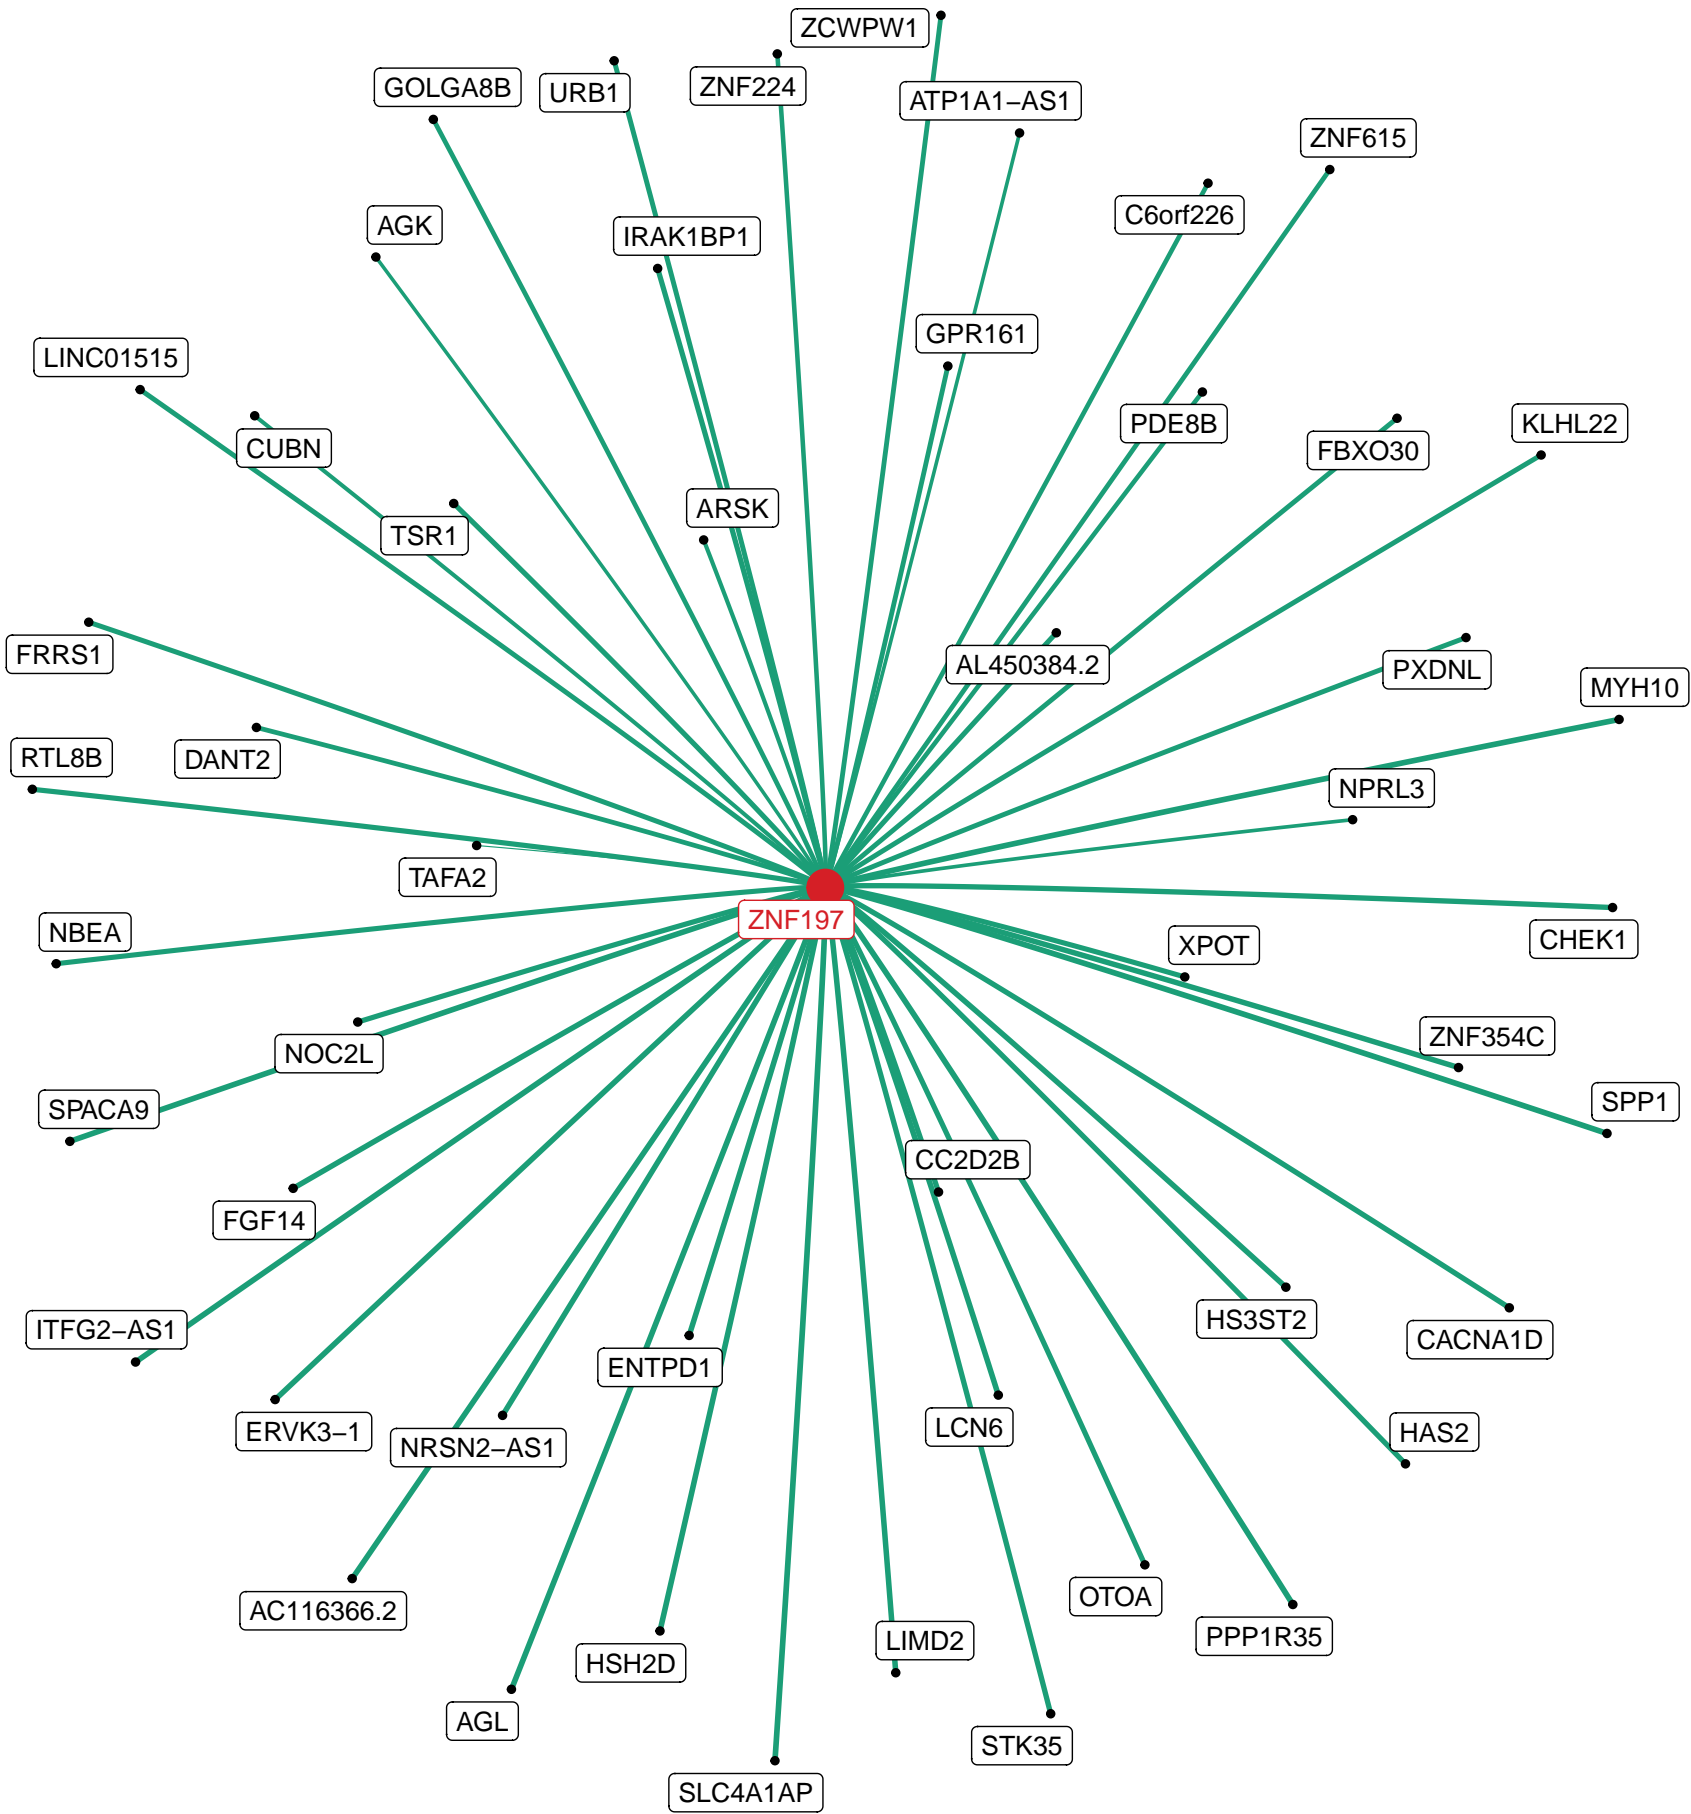 ZCWPW1
GOLGA8B
URB1
ZNF224
ATP1A1−AS1
ZNF615
C6orf226
AGK
IRAK1BP1
GPR161
LINC01515
PDE8B
KLHL22
CUBN
FBXO30
ARSK
TSR1
FRRS1
AL450384.2
PXDNL
MYH10
RTL8B
DANT2
NPRL3
TAFA2
ZNF197
NBEA
CHEK1
XPOT
ZNF354C
NOC2L
SPP1
SPACA9
CC2D2B
FGF14
HS3ST2
ITFG2−AS1
CACNA1D
ENTPD1
LCN6
HAS2
ERVK3−1
NRSN2−AS1
OTOA
AC116366.2
PPP1R35
LIMD2
HSH2D
AGL
STK35
SLC4A1AP